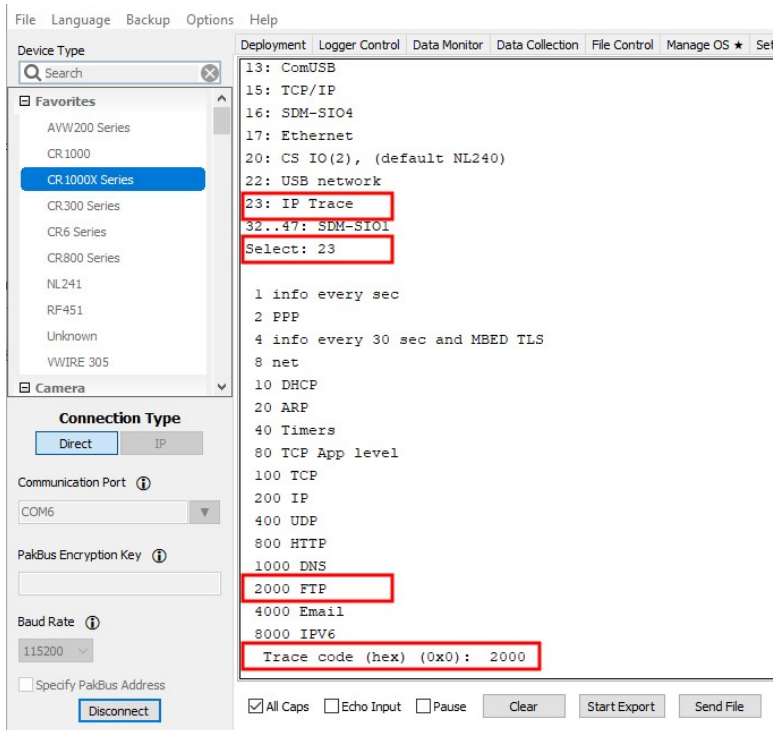 File Language Backup Options Help
Device Type
Search
Favorites
AVW200 Series
CR1000
CR1000X Series
CR300 Series
CR6 Series
CR800 Series
NL241
RF451
Unknown
VWIRE 305
Camera
Connection Type
Direct IP
Communication Port
COM6
PakBus Encryption Key
Baud Rate
115200
Specify PakBus Address
Disconnect
Deployment Logger Control Data Monitor Data Collection File Control Manage OS ★ Set
13: ComUSB
15: TCP/IP
16: SDM-SIO4
17: Ethernet
20: CS IO(2), (default NL240)
22: USB network
23: IP Trace
32..47: SDM-SIO1
Select: 23
1 info every sec
2 PPP
4 info every 30 sec and MBED TLS
8 net
10 DHCP
20 ARP
40 Timers
80 TCP App level
100 TCP
200 IP
400 UDP
800 HTTP
1000 DNS
2000 FTP
4000 Email
8000 IPV6
Trace code (hex) (0x0): 2000
All Caps Echo Input Pause Clear Start Export Send File